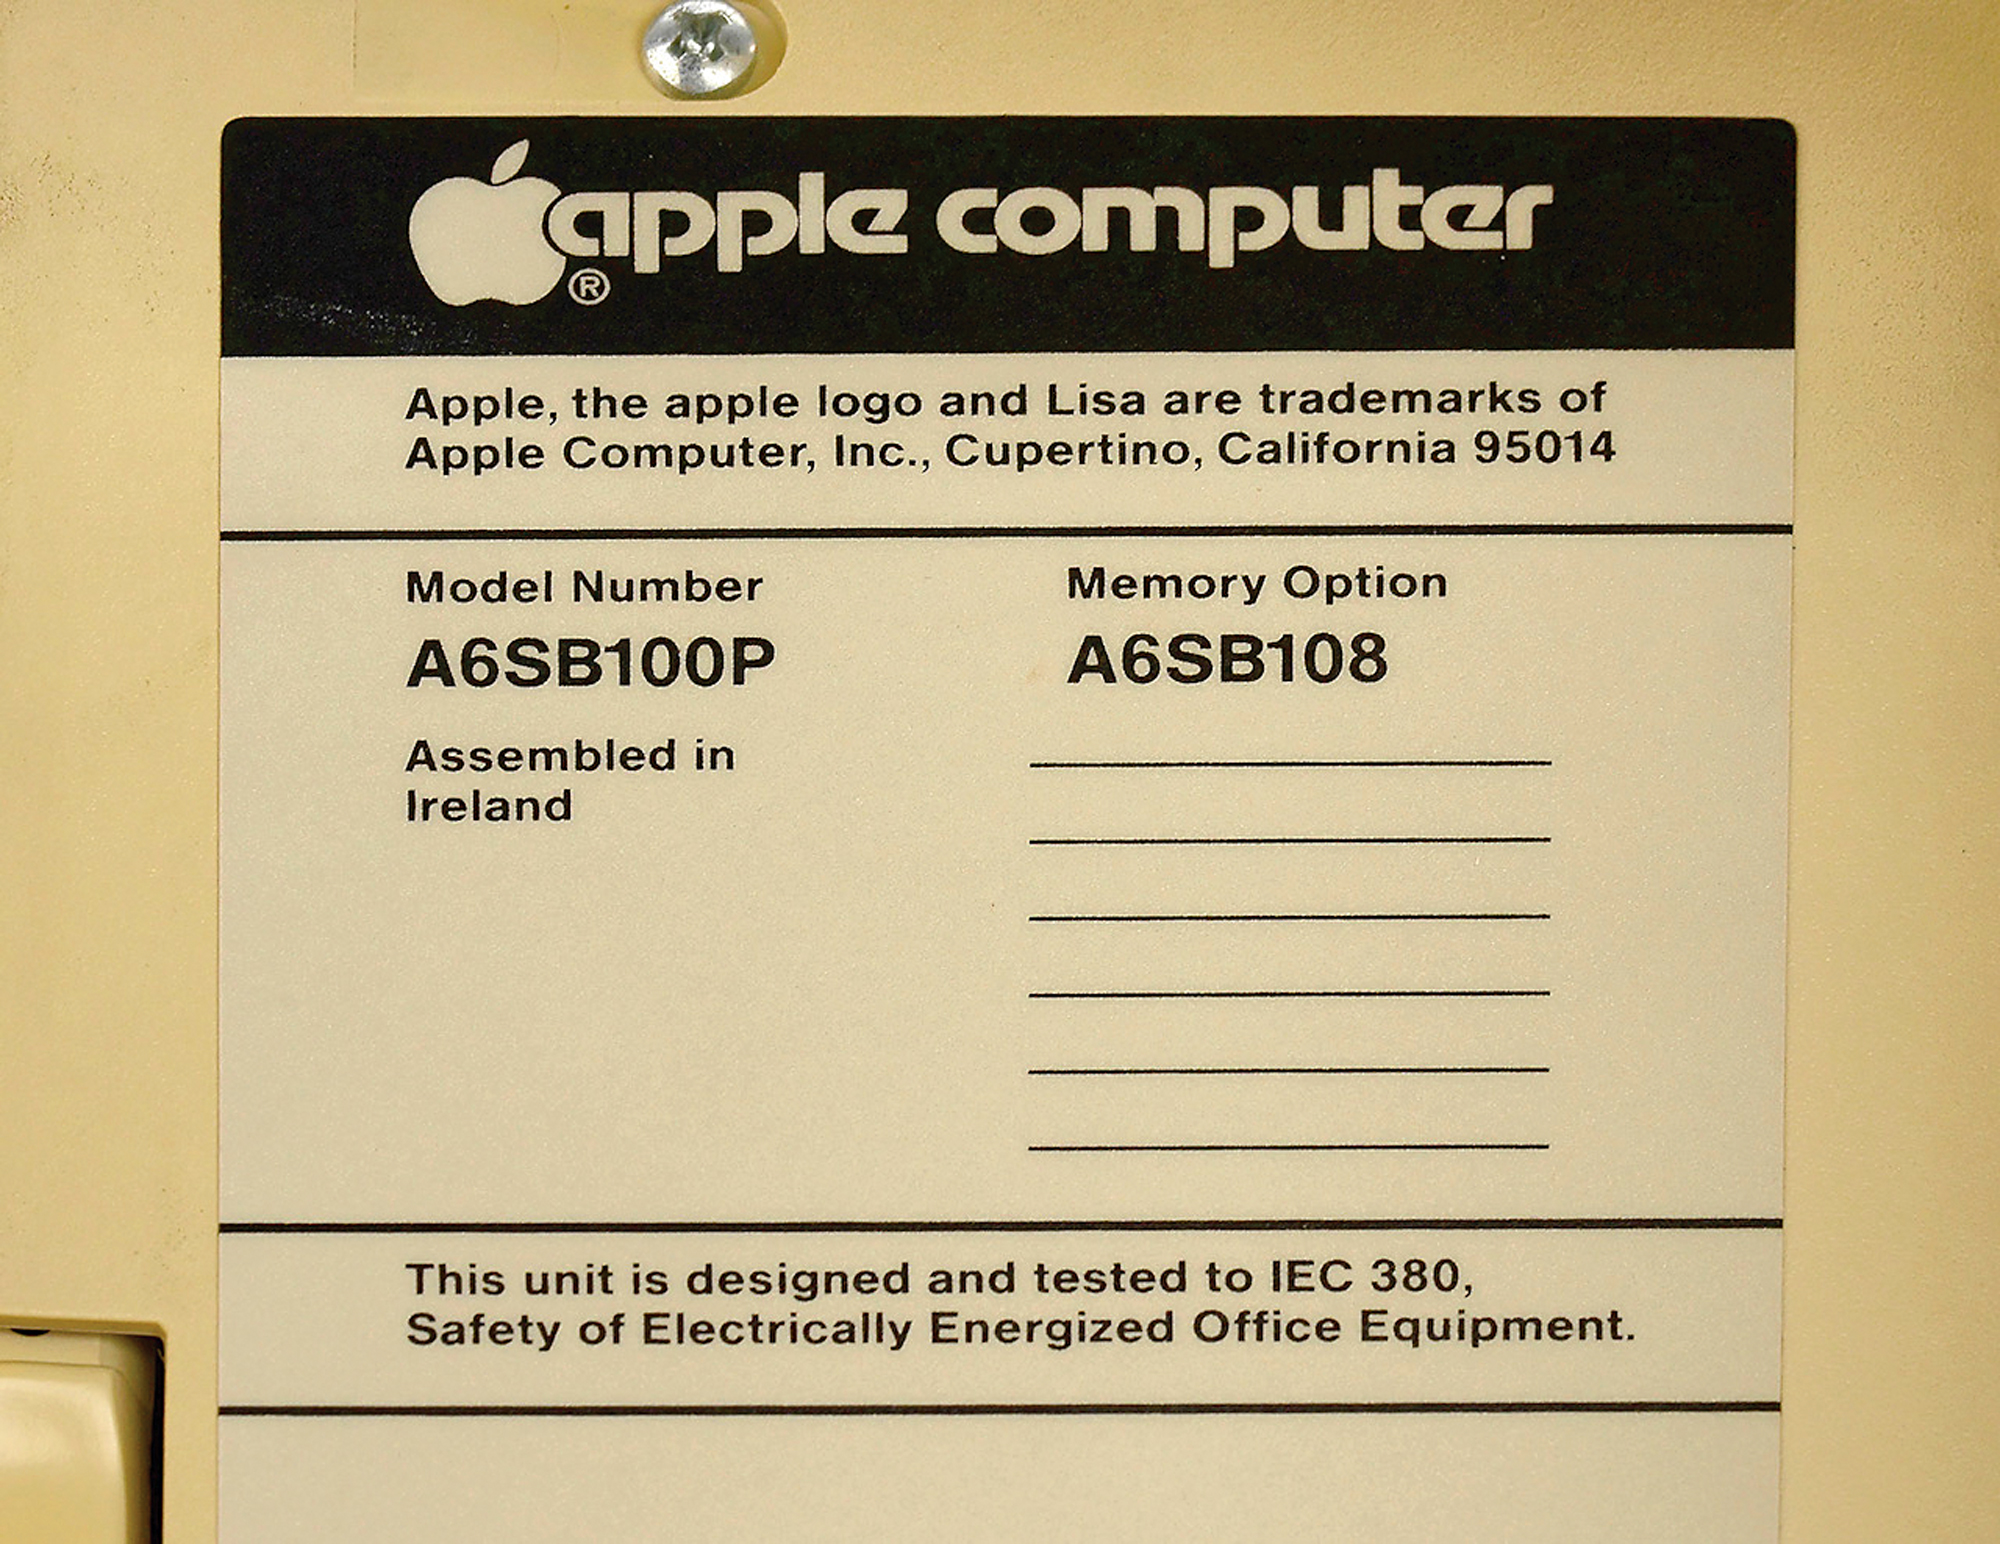 apple computer
®
Apple, the apple logo and Lisa are trademarks of
Apple Computer, Inc., Cupertino, California 95014
Model Number
A6SB100P
Assembled in
Ireland
Memory Option
A6SB108
This unit is designed and tested to IEC 380,
Safety of Electrically Energized Office Equipment.